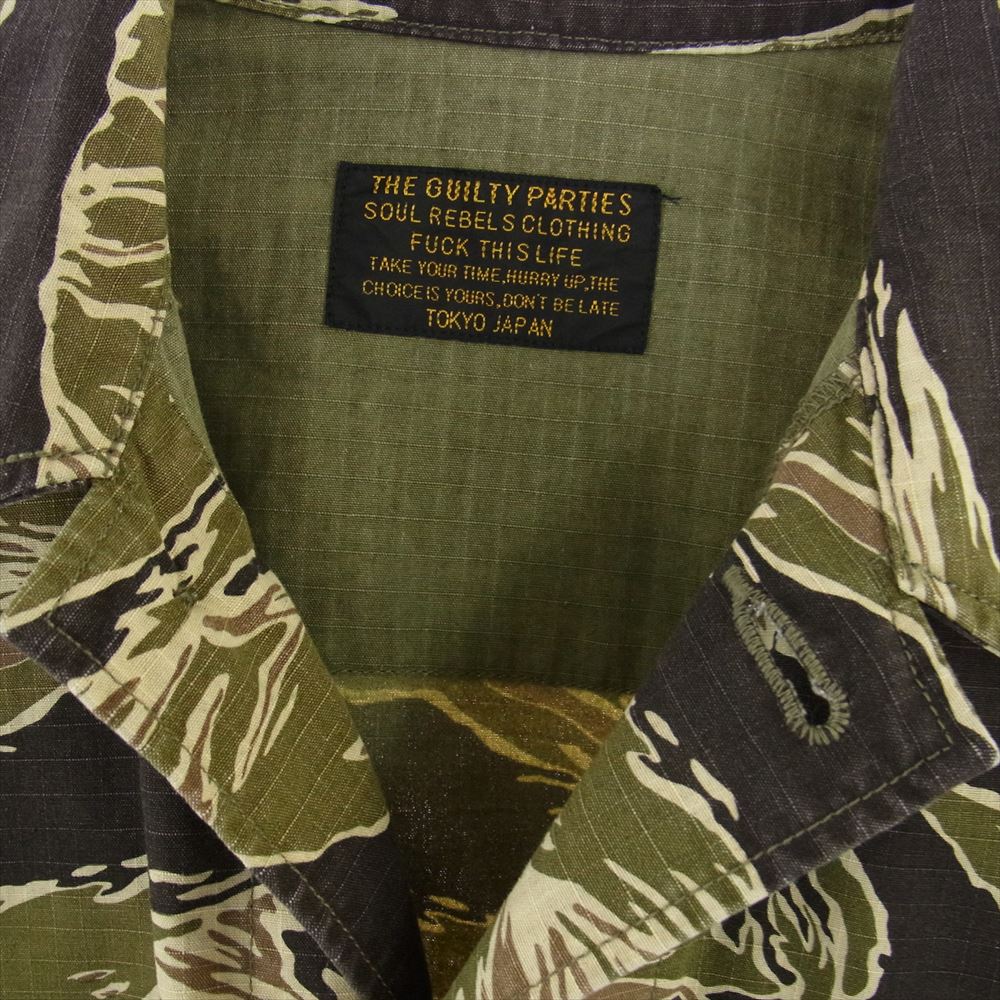 THE GUILTY PARTIES
SOUL REBELS CLOTHING
FUCK THIS LIFE
TAKE YOUR TIME,HURRY UP,THE
CHOICE IS YOURS,DON'T BE LATE
TOKYO JAPAN